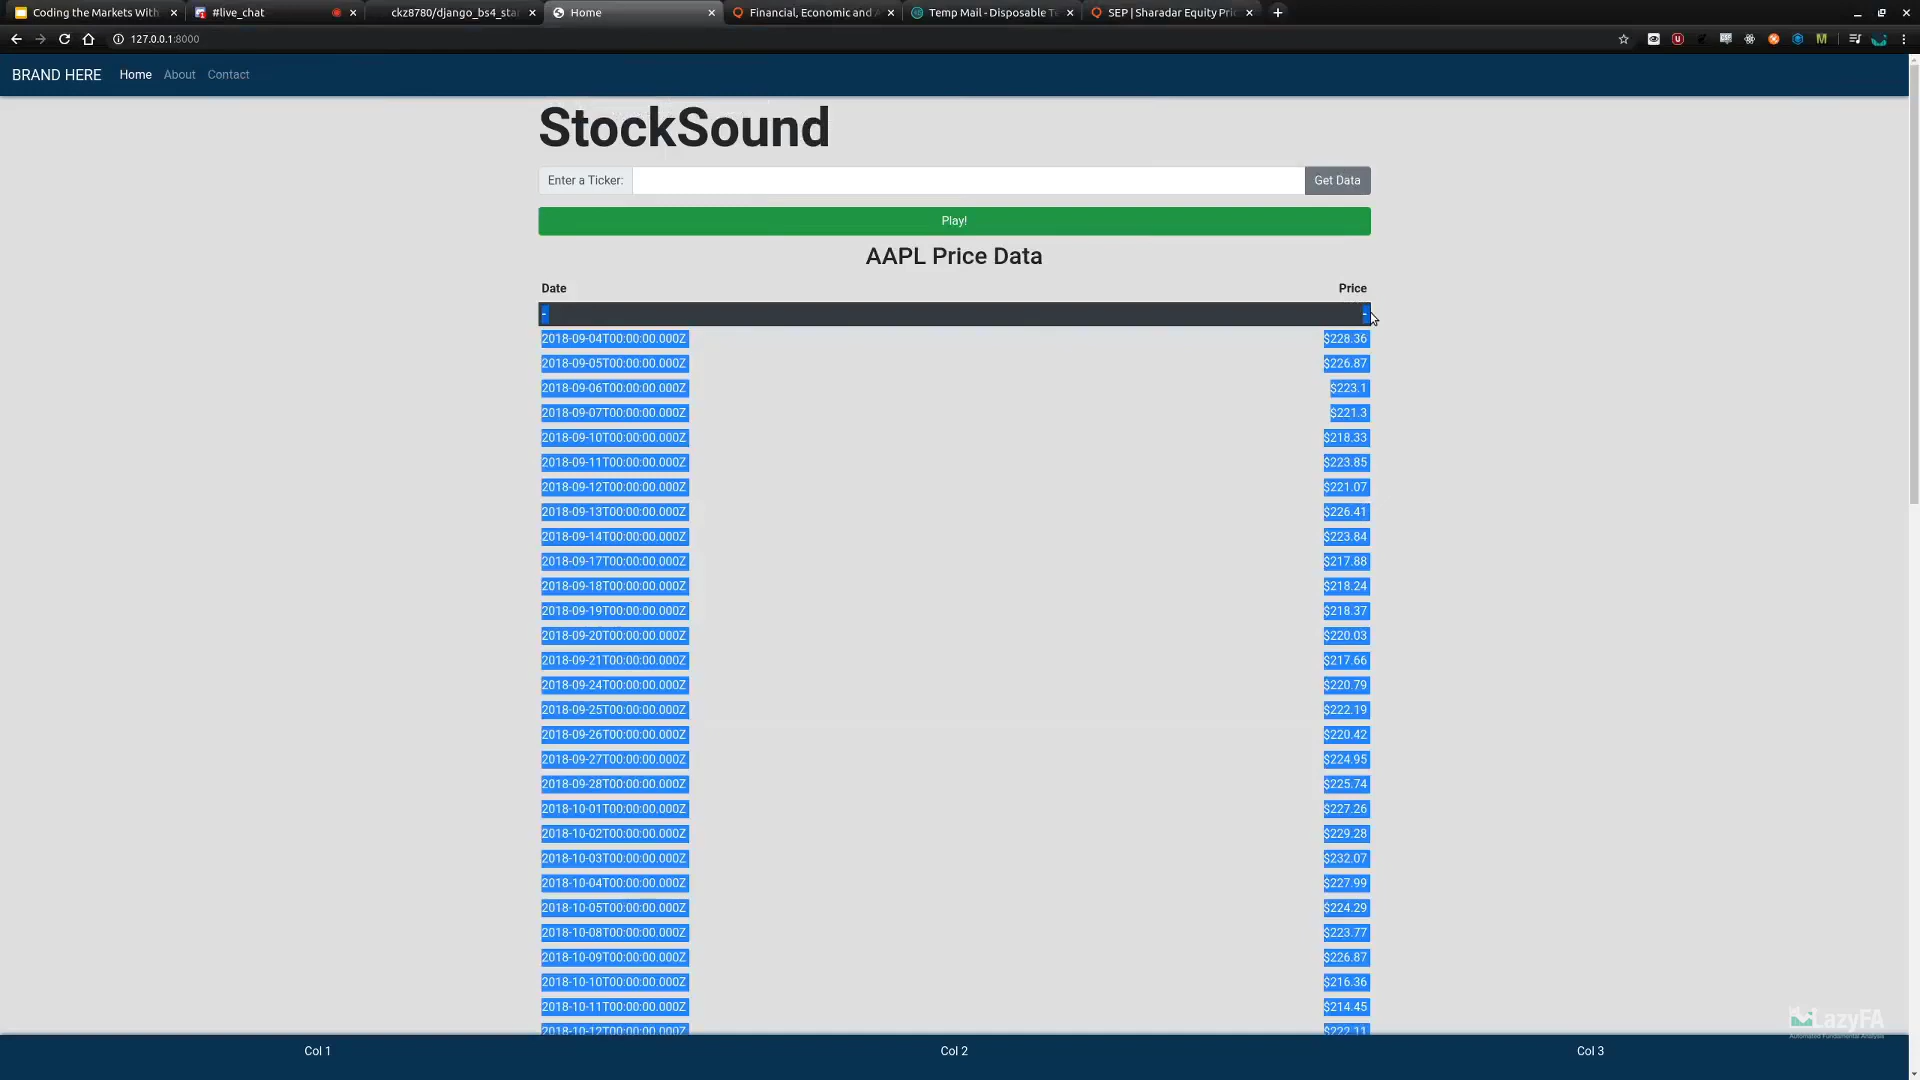 Coding the Markets With
#live_chat
ckz8780/django_bs4_sta
Home
Financial, Economic and A
Temp Mail - Disposable Te
SEP | Sharadar Equity Pric
127.0.0.1:8000
BRAND HERE Home About Contact
StockSound
Enter a Ticker: Get Data
Play!
AAPL Price Data
Date Price
- -
2018-09-04T00:00:00.000Z $228.36
2018-09-05T00:00:00.000Z $226.87
2018-09-06T00:00:00.000Z $223.1
2018-09-07T00:00:00.000Z $221.3
2018-09-10T00:00:00.000Z $218.33
2018-09-11T00:00:00.000Z $223.85
2018-09-12T00:00:00.000Z $221.07
2018-09-13T00:00:00.000Z $226.41
2018-09-14T00:00:00.000Z $223.84
2018-09-17T00:00:00.000Z $217.88
2018-09-18T00:00:00.000Z $218.24
2018-09-19T00:00:00.000Z $218.37
2018-09-20T00:00:00.000Z $220.03
2018-09-21T00:00:00.000Z $217.66
2018-09-24T00:00:00.000Z $220.79
2018-09-25T00:00:00.000Z $222.19
2018-09-26T00:00:00.000Z $220.42
2018-09-27T00:00:00.000Z $224.95
2018-09-28T00:00:00.000Z $225.74
2018-10-01T00:00:00.000Z $227.26
2018-10-02T00:00:00.000Z $229.28
2018-10-03T00:00:00.000Z $232.07
2018-10-04T00:00:00.000Z $227.99
2018-10-05T00:00:00.000Z $224.29
2018-10-08T00:00:00.000Z $223.77
2018-10-09T00:00:00.000Z $226.87
2018-10-10T00:00:00.000Z $216.36
2018-10-11T00:00:00.000Z $214.45
2018-10-12T00:00:00.000Z $222.11
LazyFA
Automated Fundamental Analysis
Col 1 Col 2 Col 3